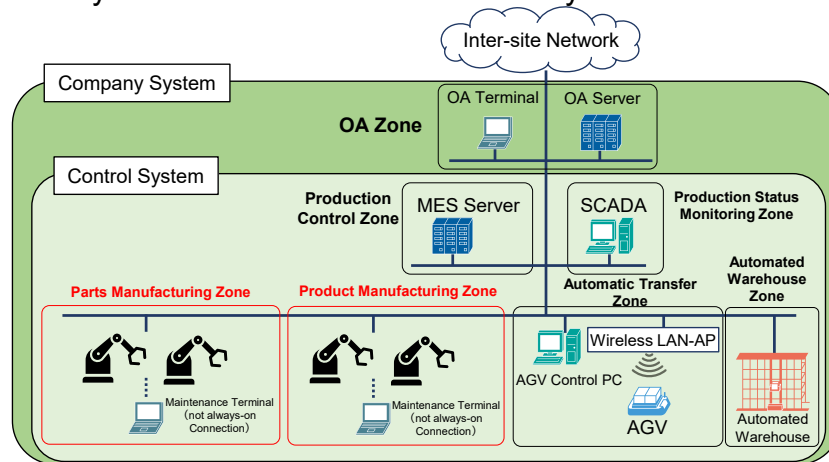 Inter-site Network
Company System
OA Terminal
OA Server
OA Zone
Control System
Production
Control Zone
MES Server
SCADA
Production Status
Monitoring Zone
Parts Manufacturing Zone
Product Manufacturing Zone
Automatic Transfer
Zone
Automated
Warehouse
Zone
Wireless LAN-AP
AGV Control PC
AGV
Maintenance Terminal
(not always-on
Connection)
Maintenance Terminal
(not always-on
Connection)
Automated
Warehouse